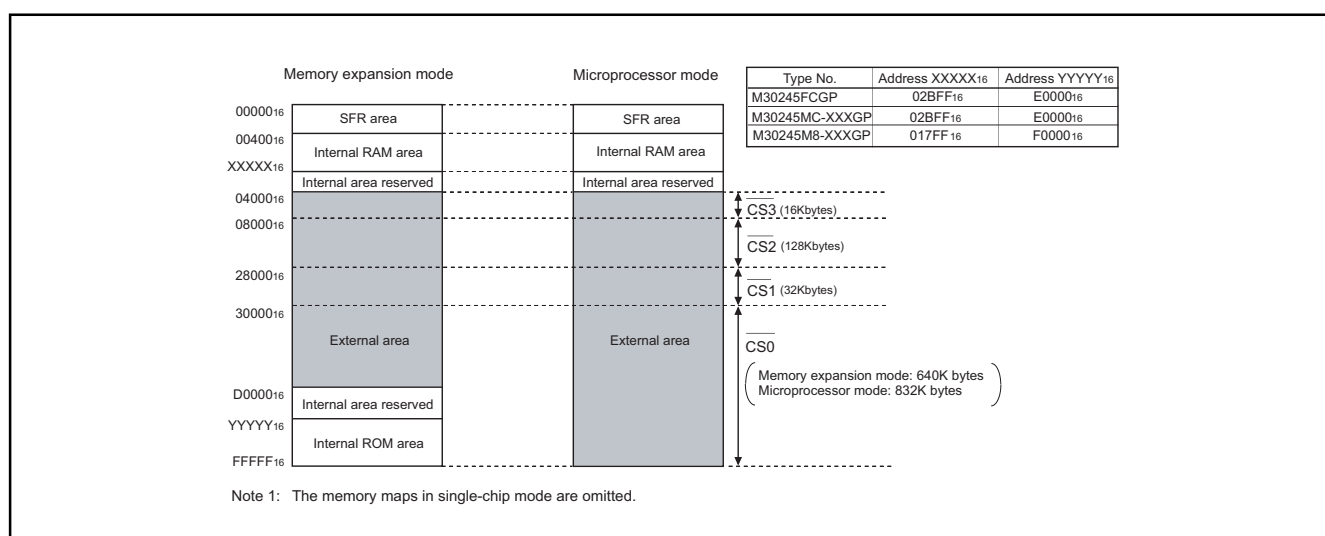 Memory expansion mode
Microprocessor mode
Type No. Address XXXXX16 Address YYYYY16
M30245FCGP 02BFF16 E000016
M30245MC-XXXGP 02BFF16 E000016
M30245M8-XXXGP 017FF16 F000016
0000016
SFR area
SFR area
0040016
Internal RAM area
Internal RAM area
XXXXX16
Internal area reserved
Internal area reserved
0400016
CS3 (16Kbytes)
0800016
CS2 (128Kbytes)
2800016
CS1 (32Kbytes)
3000016
External area
External area
CS0
Memory expansion mode: 640K bytes
Microprocessor mode: 832K bytes
D000016
Internal area reserved
YYYYY16
Internal ROM area
FFFFF16
Note 1: The memory maps in single-chip mode are omitted.